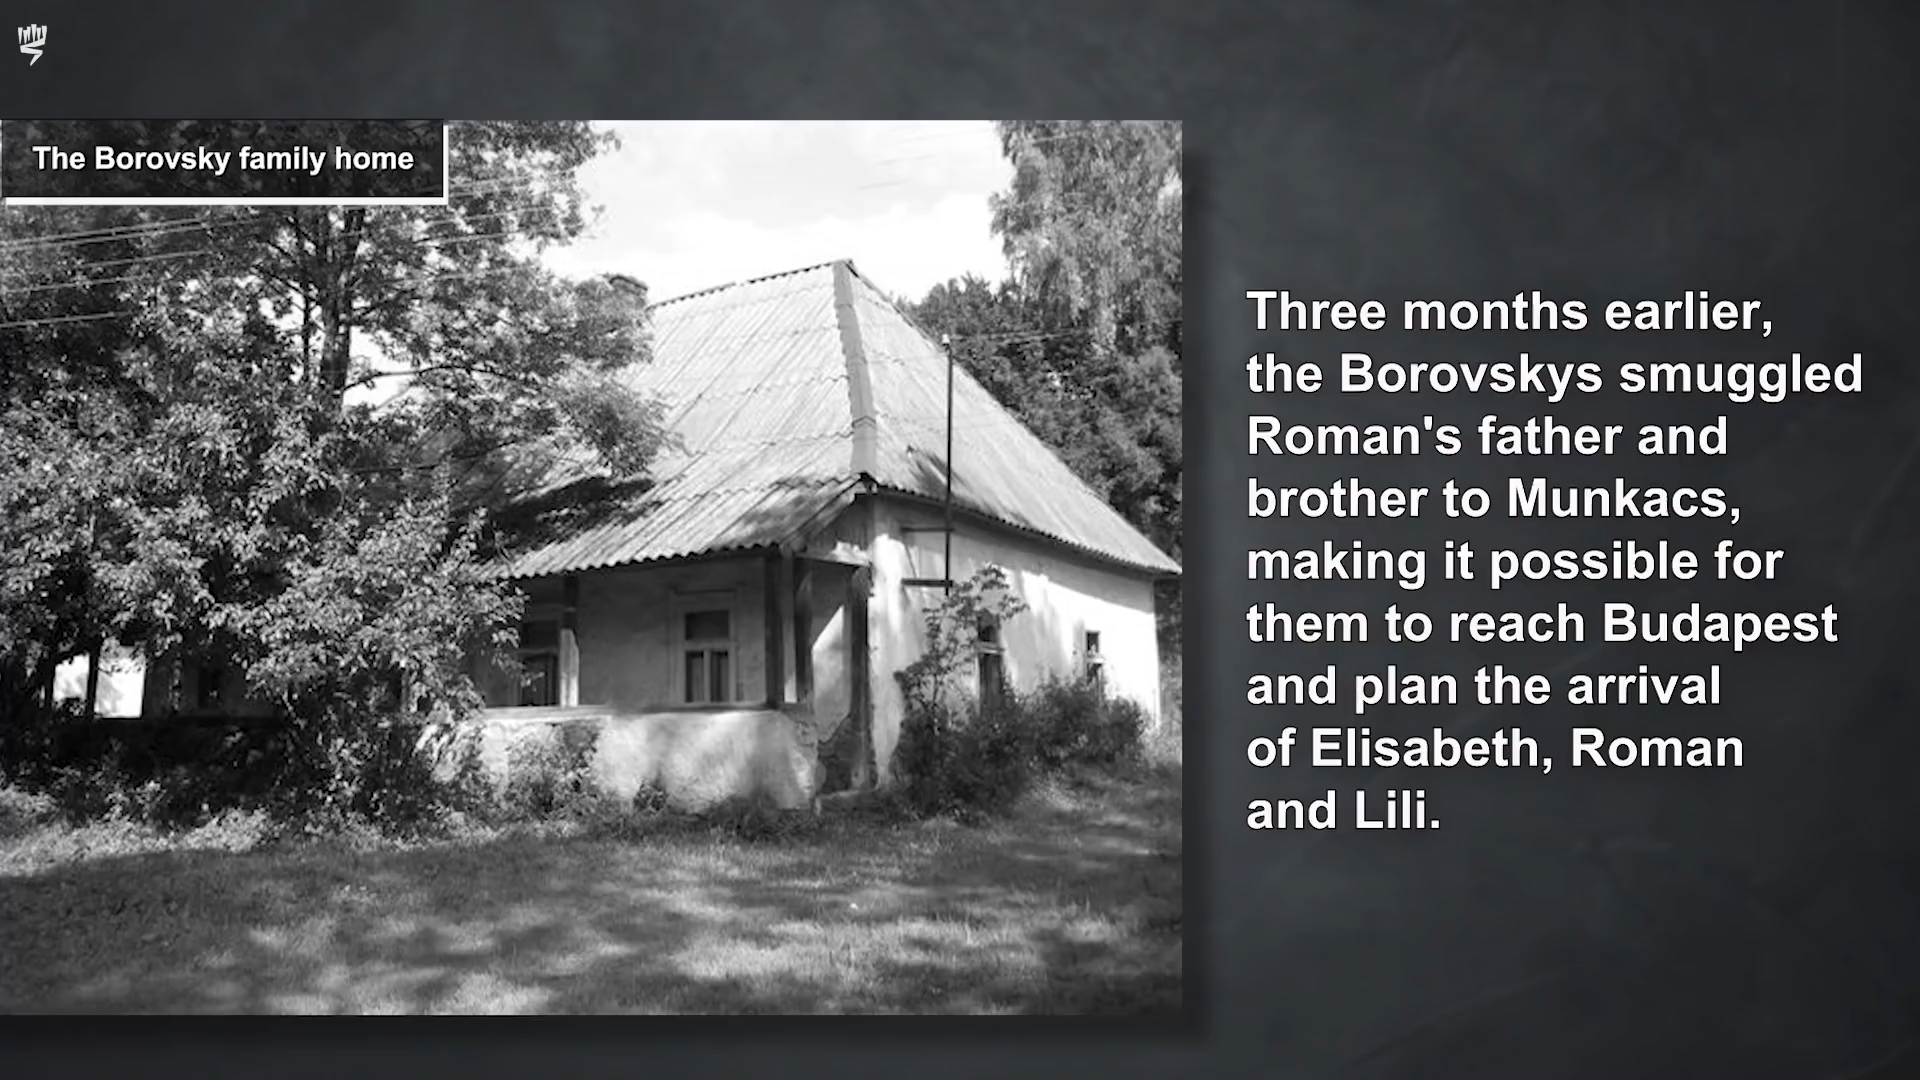 The Borovsky family home
Three months earlier,
the Borovskys smuggled
Roman's father and
brother to Munkacs,
making it possible for
them to reach Budapest
and plan the arrival
of Elisabeth, Roman
and Lili.